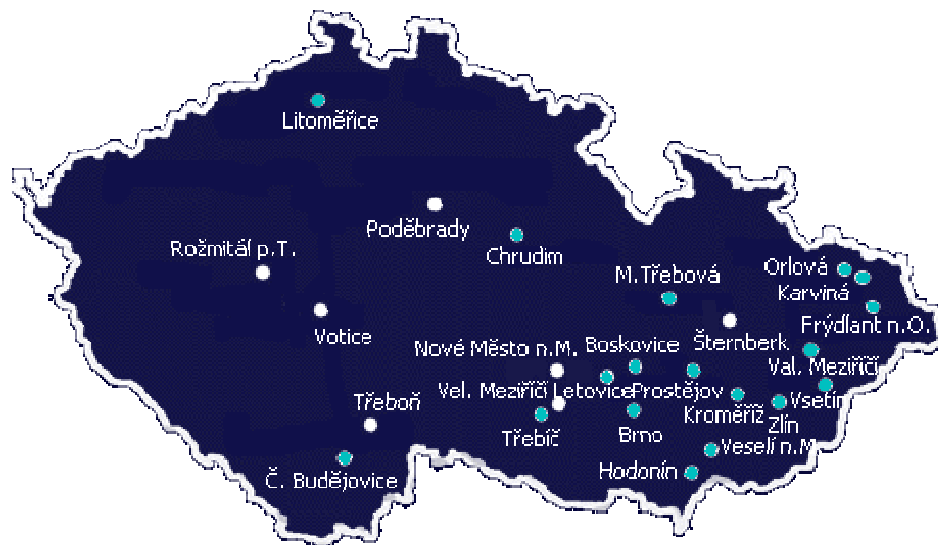 Litoměřice
Poděbrady
Rožmitál p.T.
Chrudim
M.Třebová
Orlová
Karviná
Votice
Frýdlant n.O.
Nové Město n.M.
Boskovice
Šternberk
Val. Meziříčí
Vel. Meziříčí
Letovice
Prostějov
Vsetín
Třeboň
Kroměříž
Zlín
Třebíč
Brno
Veselí n.M
Č. Budějovice
Hodonín